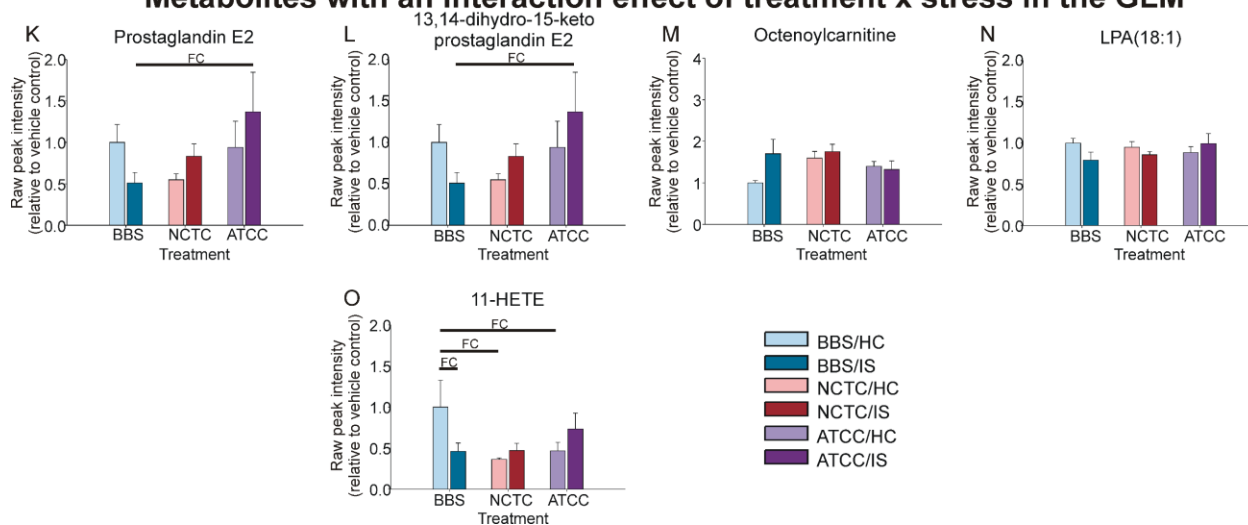 Metabolites with an interaction effect of treatment x stress in the GLM
K
Prostaglandin E2
FC
Raw peak intensity
(relative to vehicle control)
2.0
1.5
1.0
0.5
0.0
BBS NCTC ATCC
Treatment
L
13,14-dihydro-15-keto
prostaglandin E2
FC
Raw peak intensity
(relative to vehicle control)
2.0
1.5
1.0
0.5
0.0
BBS NCTC ATCC
Treatment
M
Octenoylcarnitine
Raw peak intensity
(relative to vehicle control)
4
3
2
1
0
BBS NCTC ATCC
Treatment
N
LPA(18:1)
Raw peak intensity
(relative to vehicle control)
2.0
1.5
1.0
0.5
0.0
BBS NCTC ATCC
Treatment
O
11-HETE
FC
FC
FC
Raw peak intensity
(relative to vehicle control)
2.0
1.5
1.0
0.5
0.0
BBS NCTC ATCC
Treatment
BBS/HC
BBS/IS
NCTC/HC
NCTC/IS
ATCC/HC
ATCC/IS